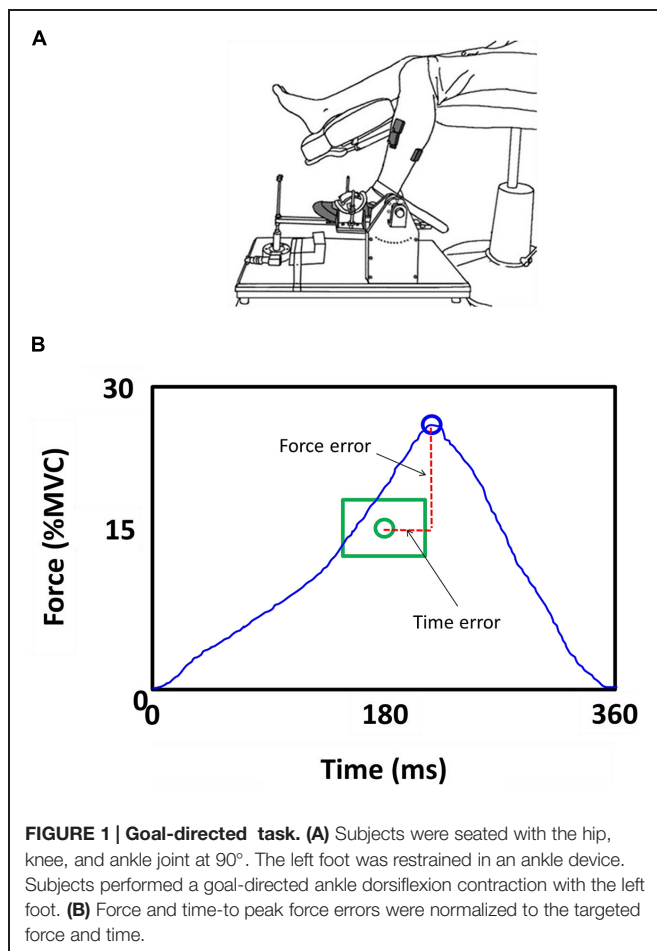 A
B
30
Force error
15
Time error
0
0 180 360
Force (%MVC)
Time (ms)
FIGURE 1 | Goal-directed task. (A) Subjects were seated with the hip,
knee, and ankle joint at 90°. The left foot was restrained in an ankle device.
Subjects performed a goal-directed ankle dorsiflexion contraction with the left
foot. (B) Force and time-to peak force errors were normalized to the targeted
force and time.